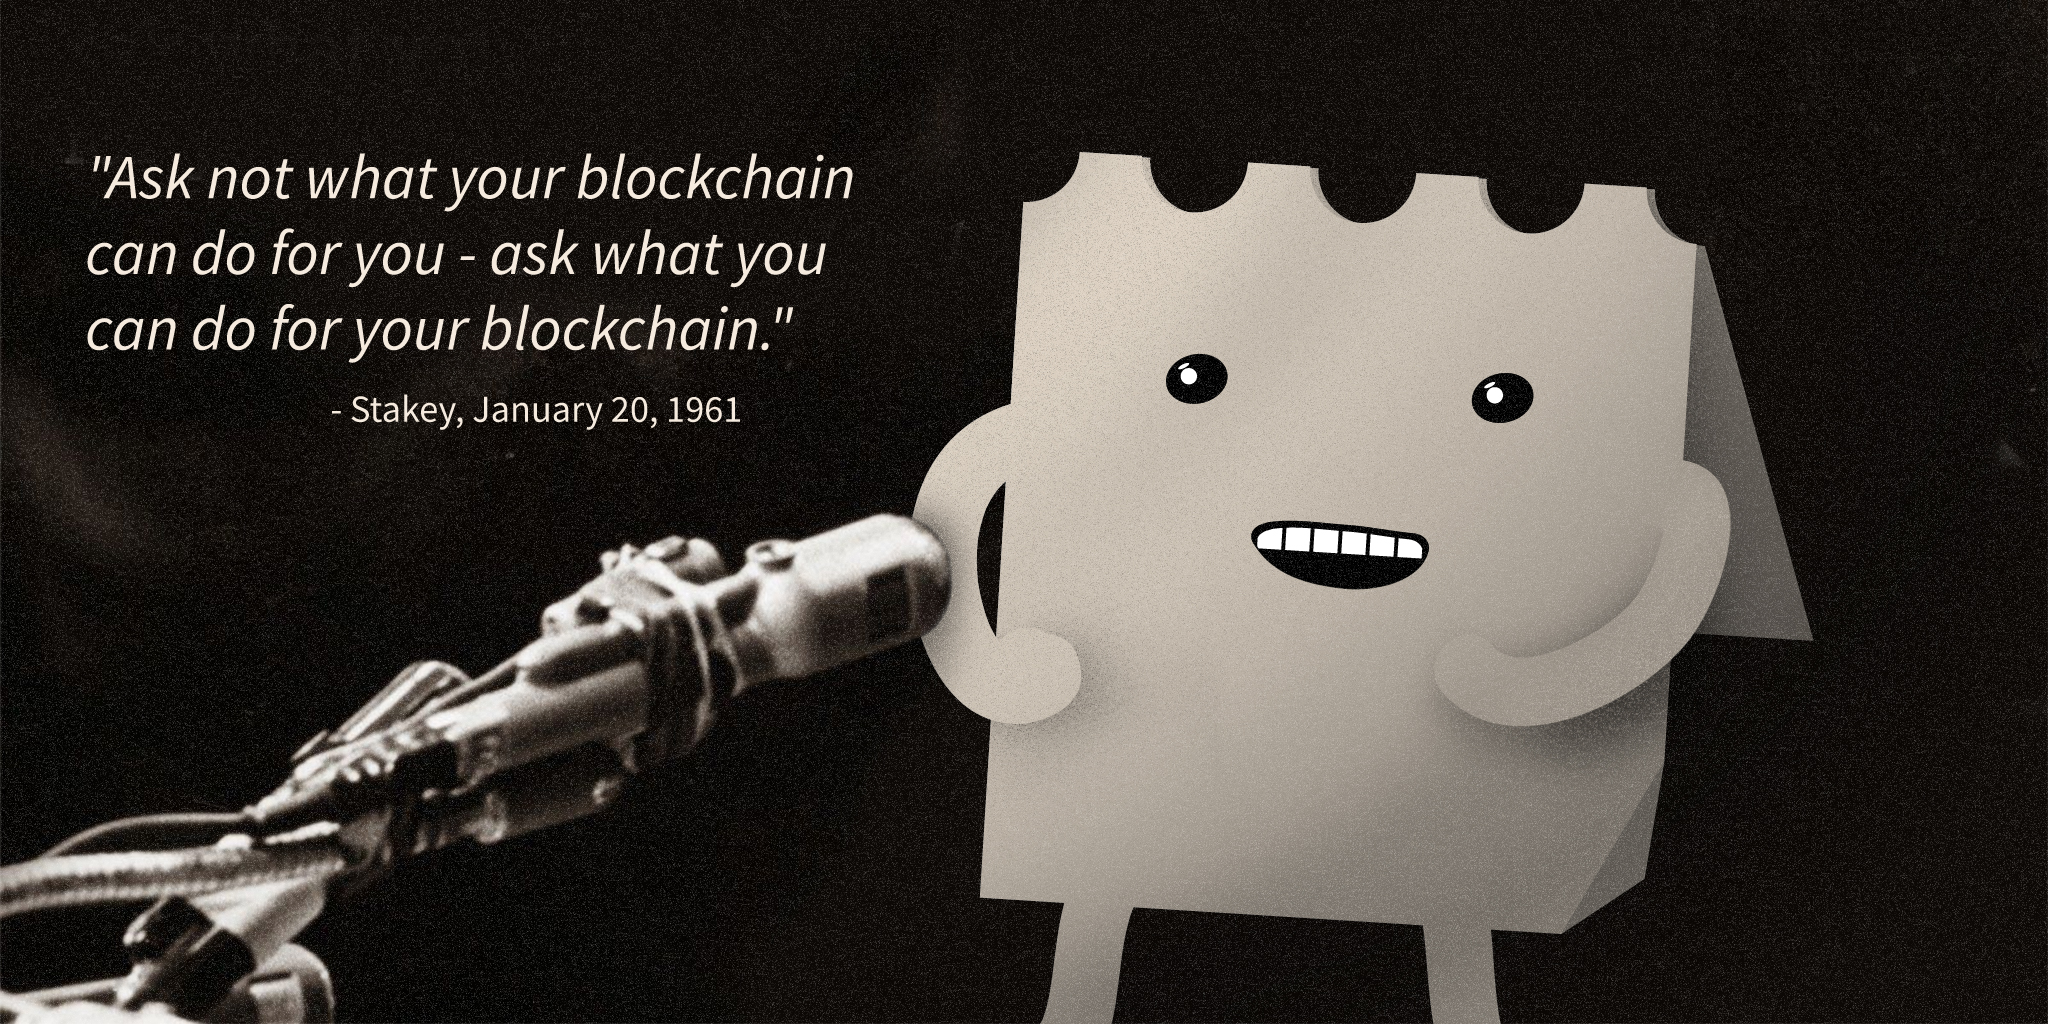 "Ask not what your blockchain
can do for you - ask what you
can do for your blockchain."
- Stakey, January 20, 1961